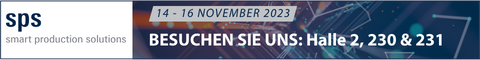 sps
smart production solutions
14 - 16 NOVEMBER 2023
BESUCHEN SIE UNS: Halle 2, 230 & 231